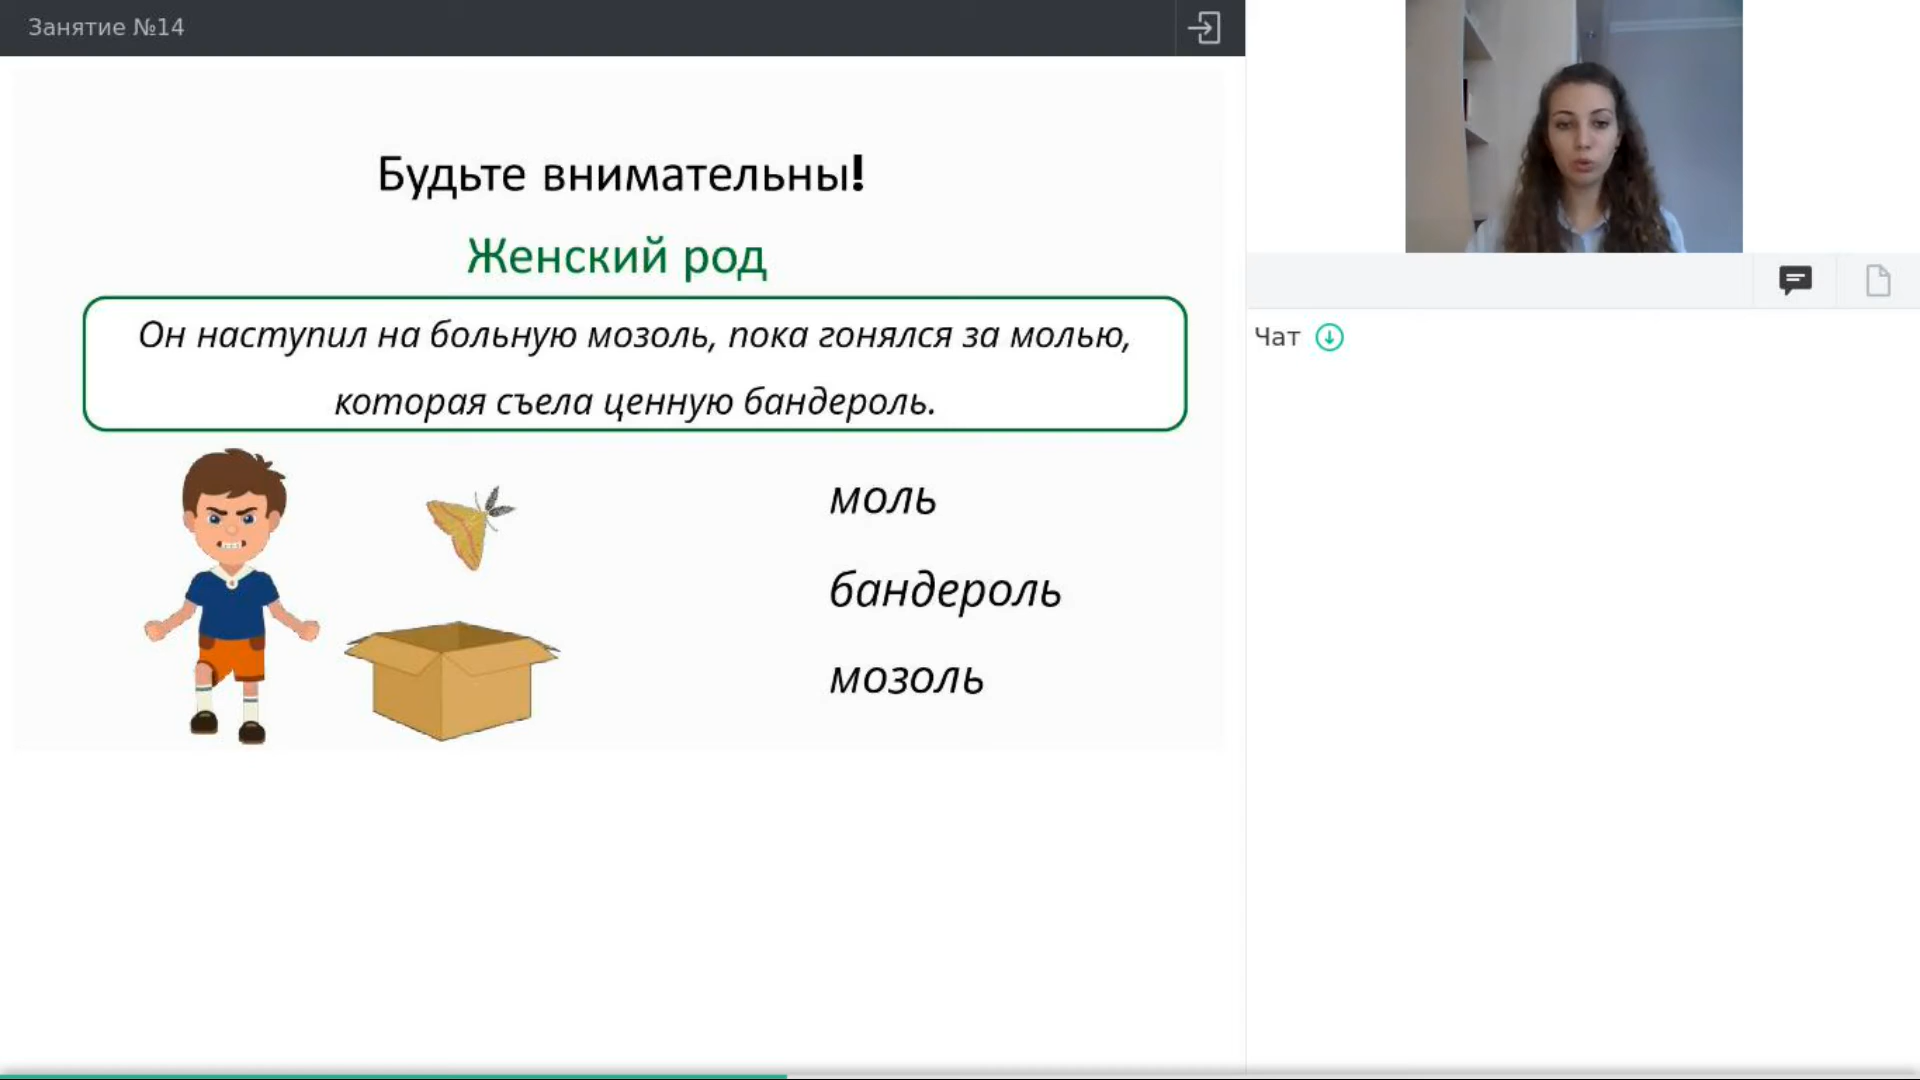 Занятие №14
Будьте внимательны!
Женский род
Он наступил на больную мозоль, пока гонялся за молью,
которая съела ценную бандероль.
моль
бандероль
мозоль
Чат